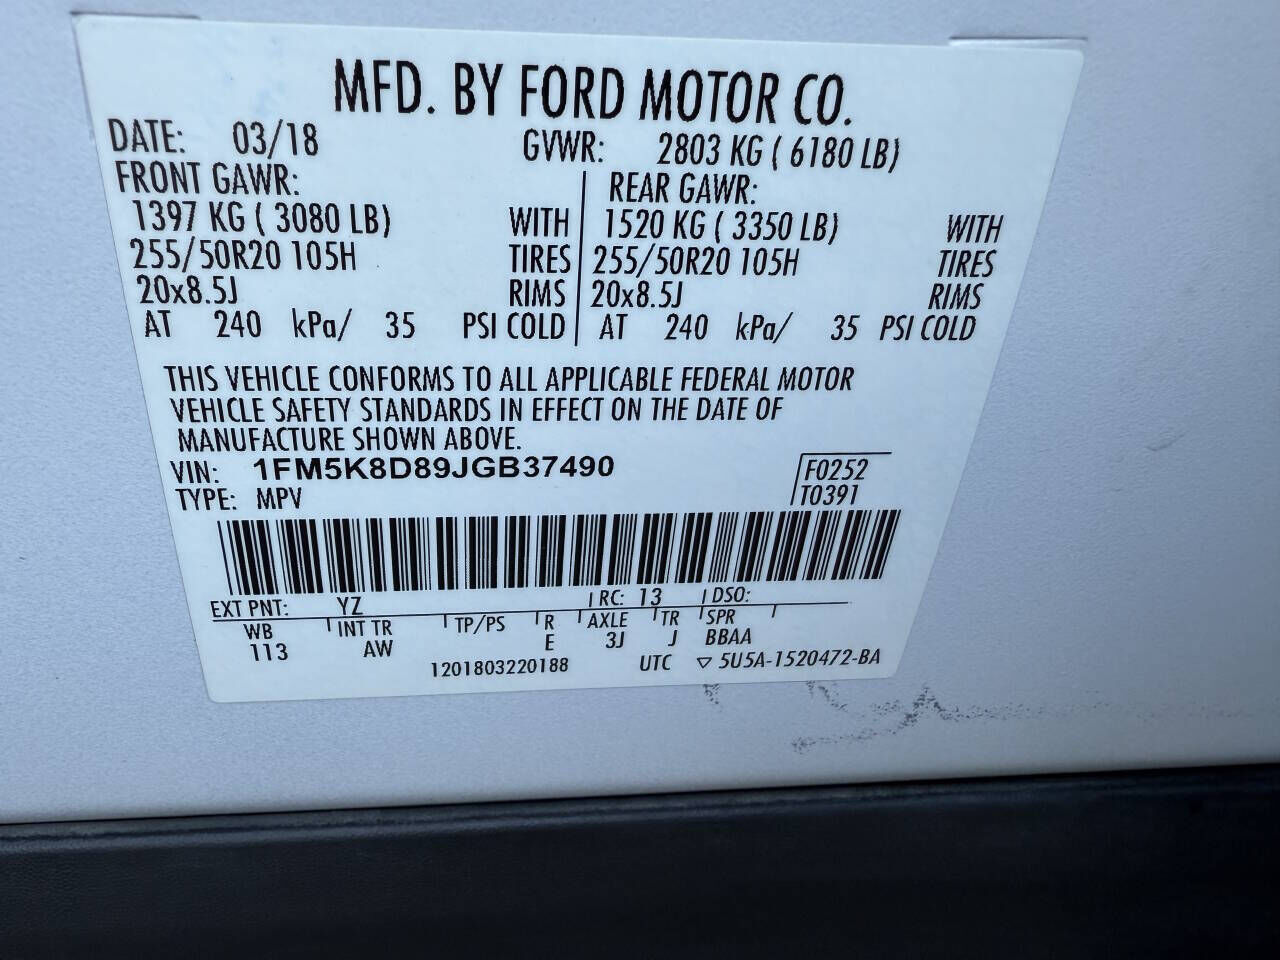 MFD. BY FORD MOTOR CO.
DATE: 03/18 GVWR: 2803 KG ( 6180 LB)
FRONT GAWR: REAR GAWR:
1397 KG ( 3080 LB) WITH 1520 KG ( 3350 LB) WITH
255/50R20 105H TIRES 255/50R20 105H TIRES
20x8.5J RIMS 20x8.5J RIMS
AT 240 kPa/ 35 PSI COLD AT 240 kPa/ 35 PSI COLD
THIS VEHICLE CONFORMS TO ALL APPLICABLE FEDERAL MOTOR
VEHICLE SAFETY STANDARDS IN EFFECT ON THE DATE OF
MANUFACTURE SHOWN ABOVE.
VIN: 1FM5K8D89JGB37490 F0252
TYPE: MPV T0391
EXT PNT: YZ RC: 13 DSO:
WB INT TR TP/PS R AXLE TR SPR
113 AW E 3J J BBAA
1201803220188 UTC ▽ 5U5A-1520472-BA